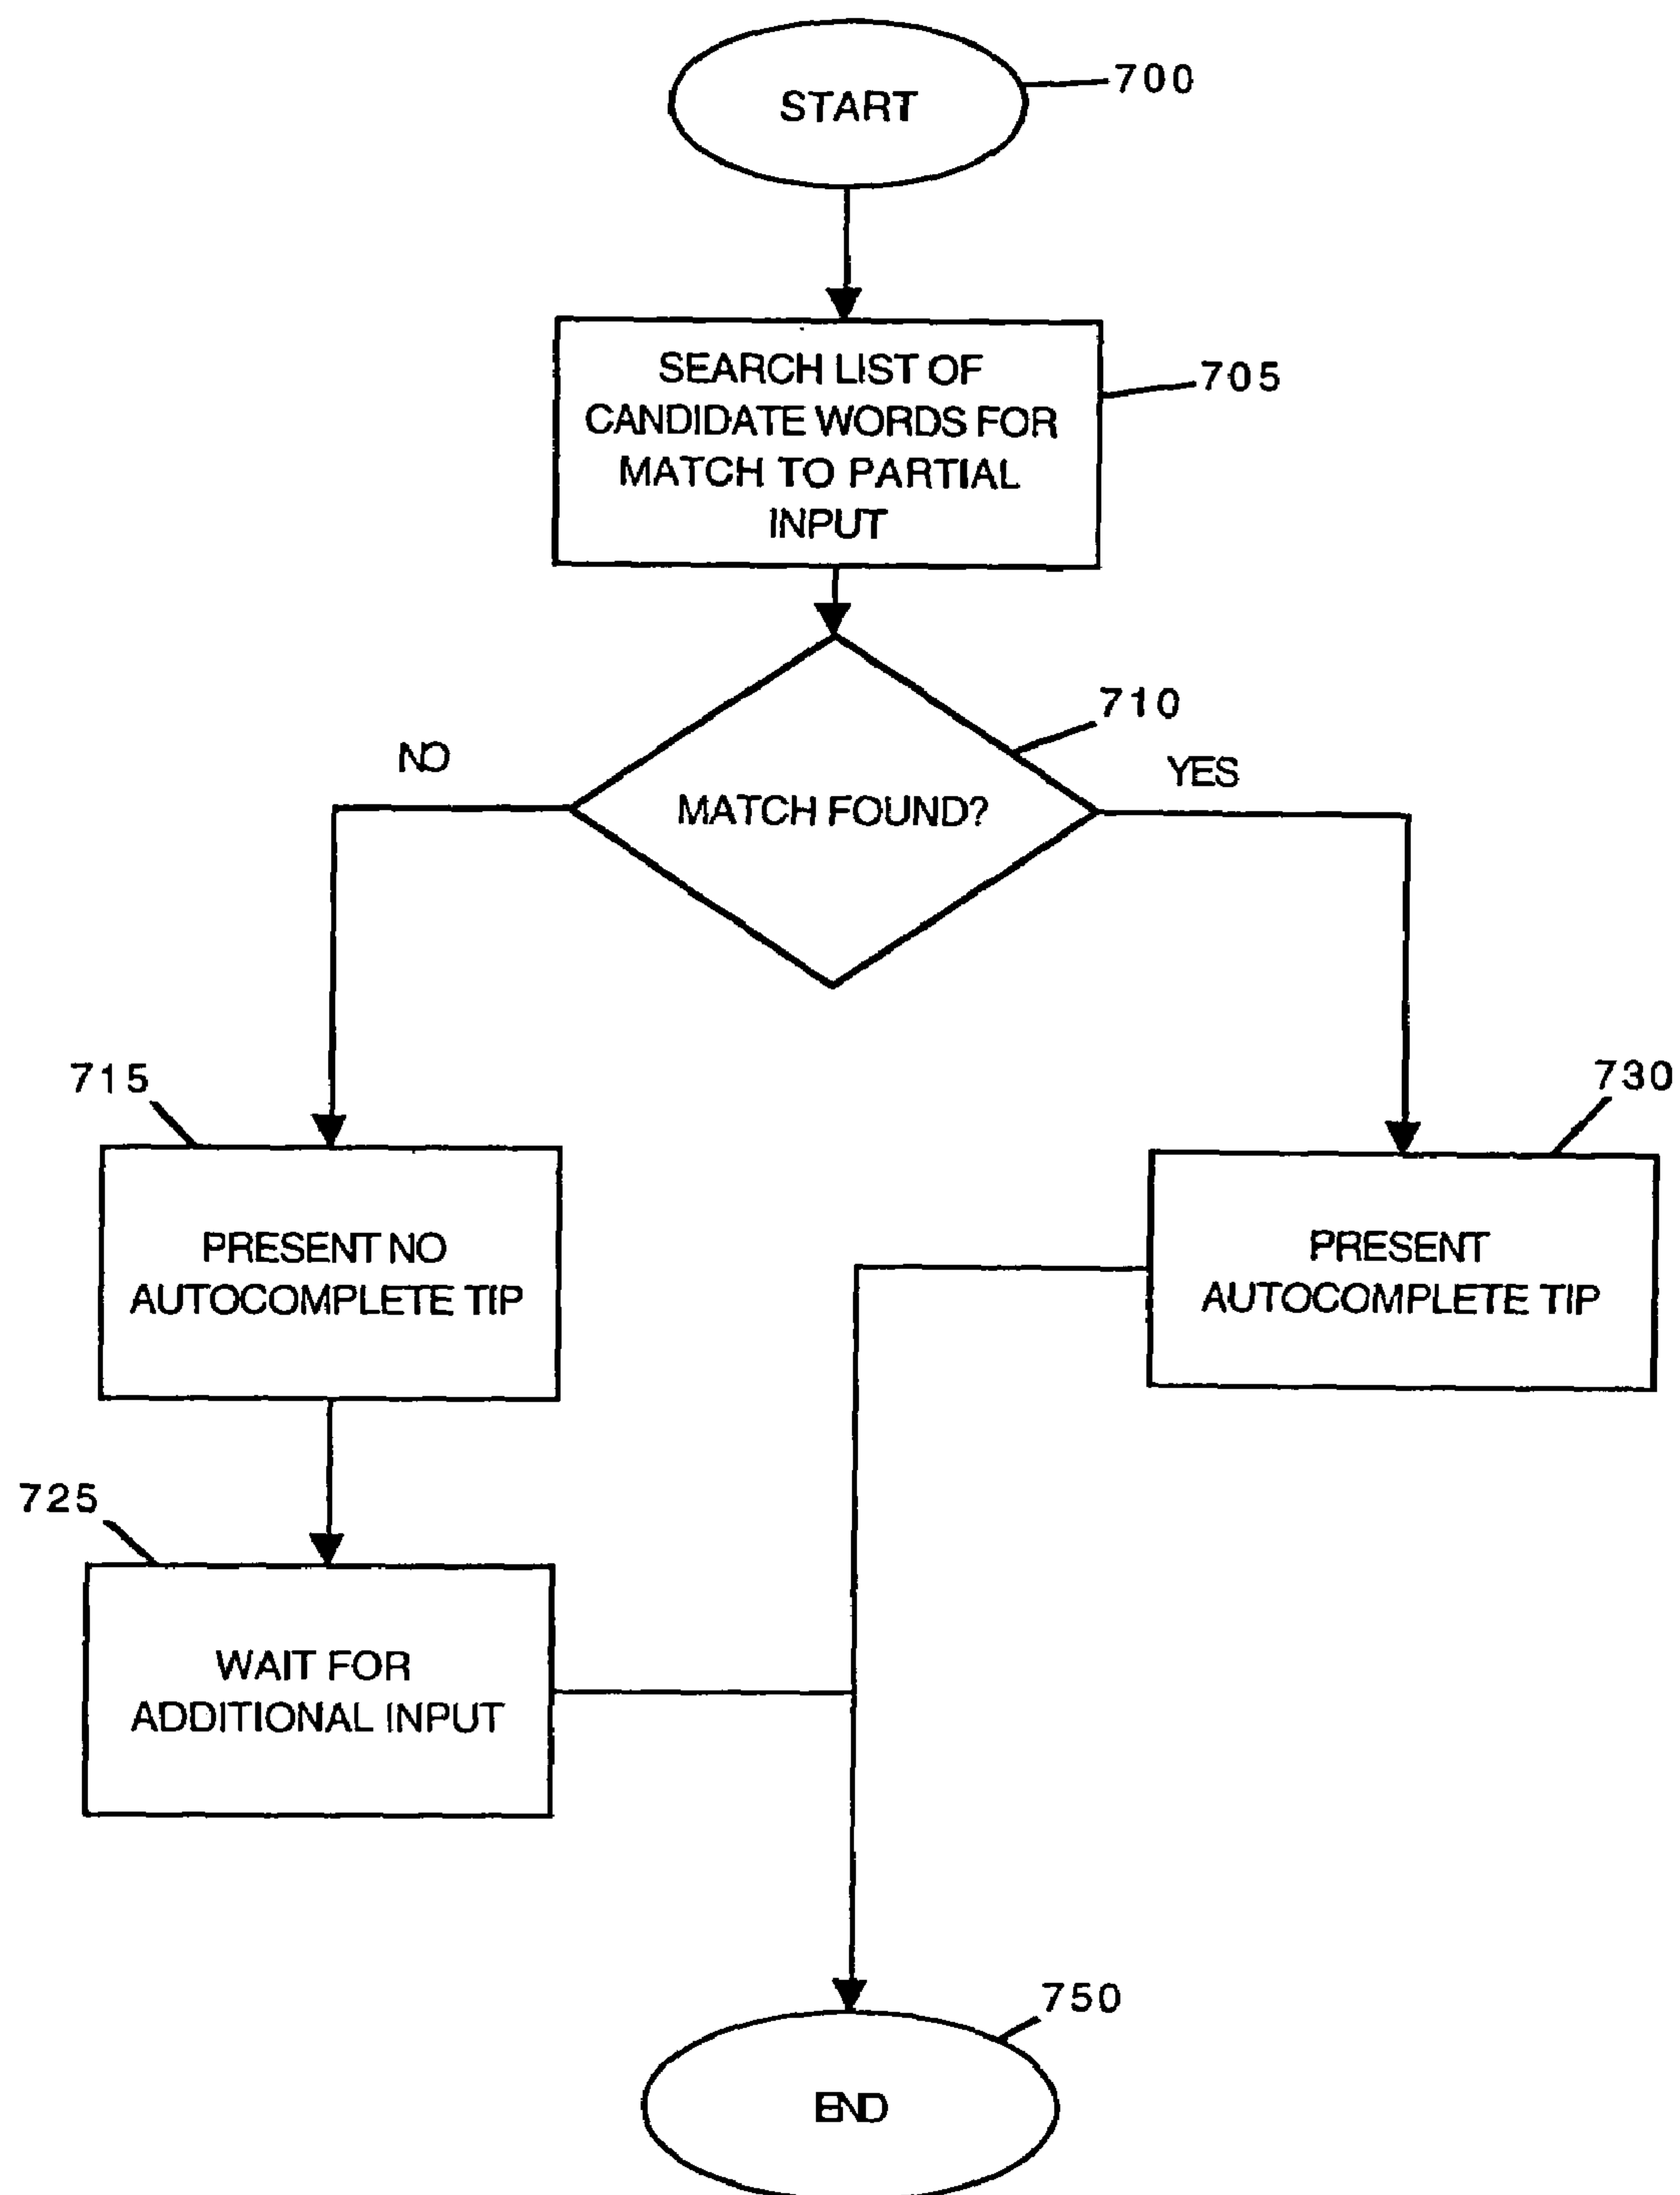 START
700
SEARCH LIST OF
CANDIDATE WORDS FOR
MATCH TO PARTIAL
INPUT
705
710
NO
YES
MATCH FOUND?
715
730
PRESENT NO
AUTOCOMPLETE TIP
PRESENT
AUTOCOMPLETE TIP
725
WAIT FOR
ADDITIONAL INPUT
750
END